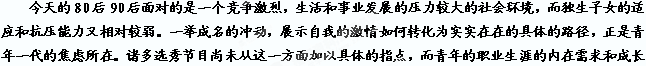 今天的80后90后面对的是一个竞争激烈,生活和事业发展的压力较大的社会环境,而独生子女的适
应和抗压能力又相对较弱。一举成名的冲动,展示自我的激情如何转化为实实在在的具体的路径,正是青
年一代的焦虑所在。诸多选秀节目尚未从这一方面加以具体的指点,而青年的职业生涯的内在需求和成长